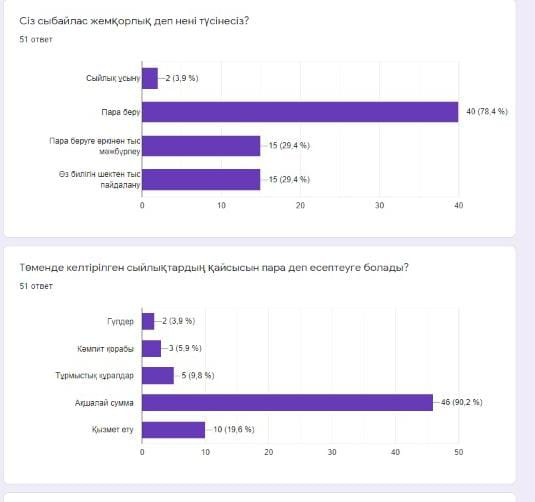 Сіз сыбайлас жемқорлық деп нені түсінесіз?
51 ответ
Сыйлық ұсыну
2 (3,9 %)
Пара беру
40 (78,4 %)
Пара беруге еркінен тыс
мәжбүрлеу
15 (29,4 %)
Өз билігін шектен тыс
пайдалану
15 (29,4 %)
0 10 20 30 40
Төменде келтірілген сыйлықтардың қайсысын пара деп есептеуге болады?
51 ответ
Гүлдер
2 (3,9 %)
Кәмпит қорабы
3 (5,9 %)
Тұрмыстық құралдар
5 (9,8 %)
Ақшалай сумма
46 (90,2 %)
Қызмет ету
10 (19,6 %)
0 10 20 30 40 50